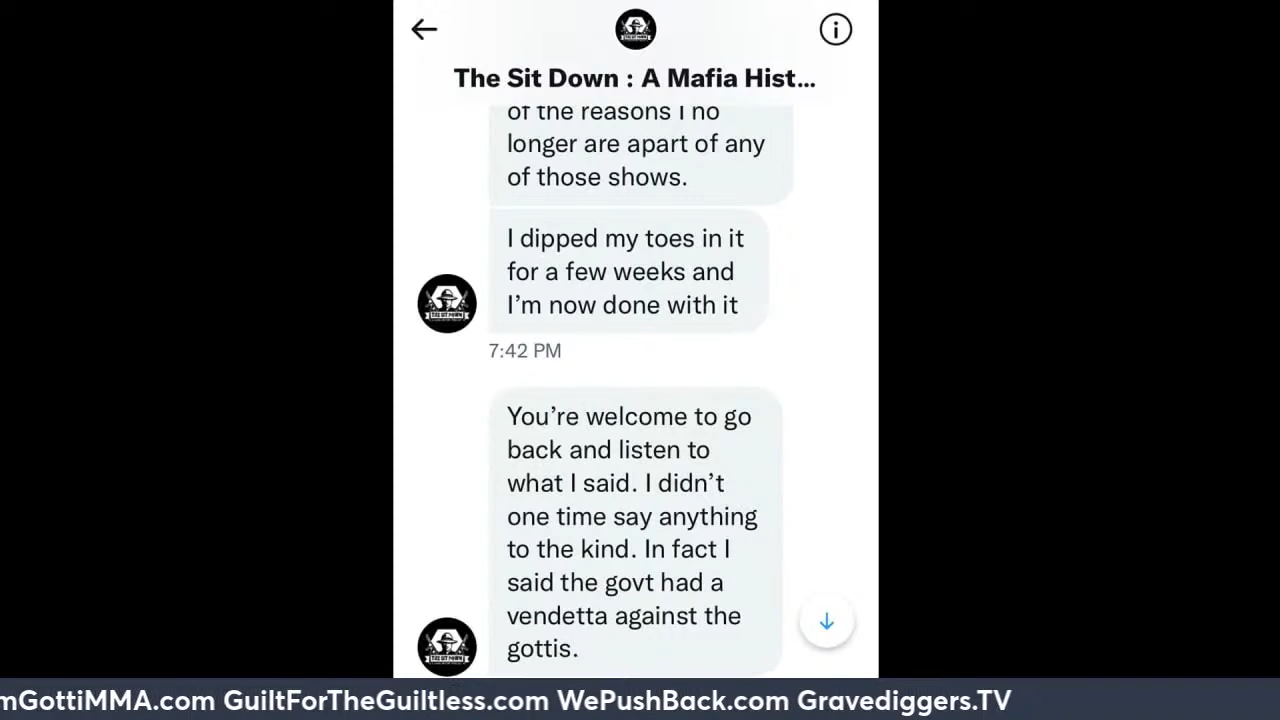 The Sit Down : A Mafia Hist...
of the reasons I no
longer are apart of any
of those shows.
I dipped my toes in it
for a few weeks and
I'm now done with it
7:42 PM
You're welcome to go
back and listen to
what I said. I didn't
one time say anything
to the kind. In fact I
said the govt had a
vendetta against the
gottis.
mGottiMMA.com GuiltForTheGuiltless.com WePushBack.com Gravediggers.TV